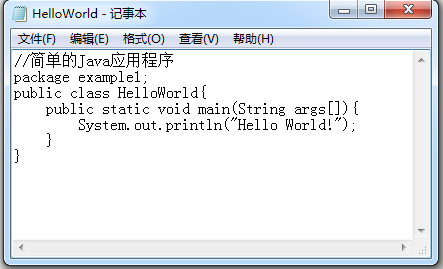 HelloWorld - 记事本
文件(F) 编辑(E) 格式(O) 查看(V) 帮助(H)
//简单的Java应用程序
package example1;
public class HelloWorld{
    public static void main(String args[]){
        System.out.println("Hello World!");
    }
}